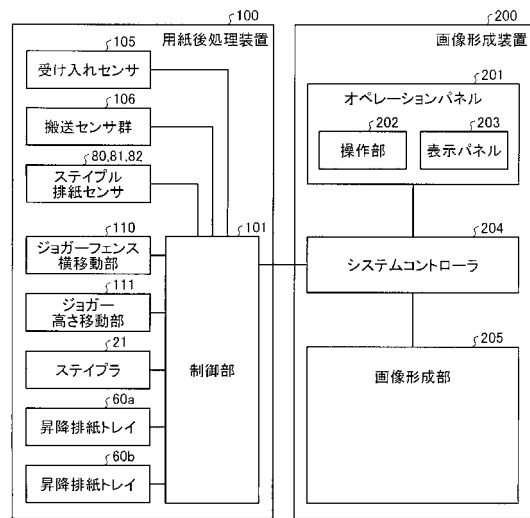 100
用紙後処理装置
105
受け入れセンサ
106
搬送センサ群
80,81,82
ステイプル
排紙センサ
110
ジョガーフェンス
横移動部
111
ジョガー
高さ移動部
21
ステイプラ
60a
昇降排紙トレイ
60b
昇降排紙トレイ
101
制御部
200
画像形成装置
201
オペレーションパネル
202
操作部
203
表示パネル
204
システムコントローラ
205
画像形成部